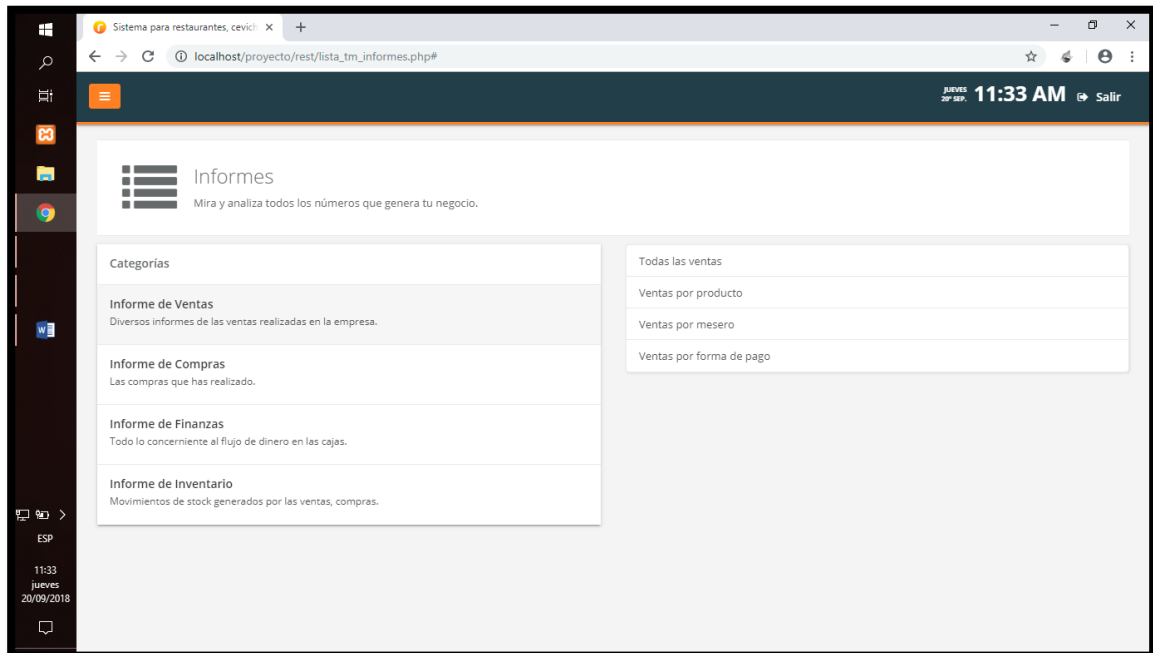 Sistema para restaurantes, cevich
localhost/proyecto/rest/lista_tm_informes.php#
JUEVES
20º SEP.
11:33 AM
Salir
Informes
Mira y analiza todos los números que genera tu negocio.
Categorías
Informe de Ventas
Diversos informes de las ventas realizadas en la empresa.
Informe de Compras
Las compras que has realizado.
Informe de Finanzas
Todo lo concerniente al flujo de dinero en las cajas.
Informe de Inventario
Movimientos de stock generados por las ventas, compras.
Todas las ventas
Ventas por producto
Ventas por mesero
Ventas por forma de pago
ESP
11:33
jueves
20/09/2018